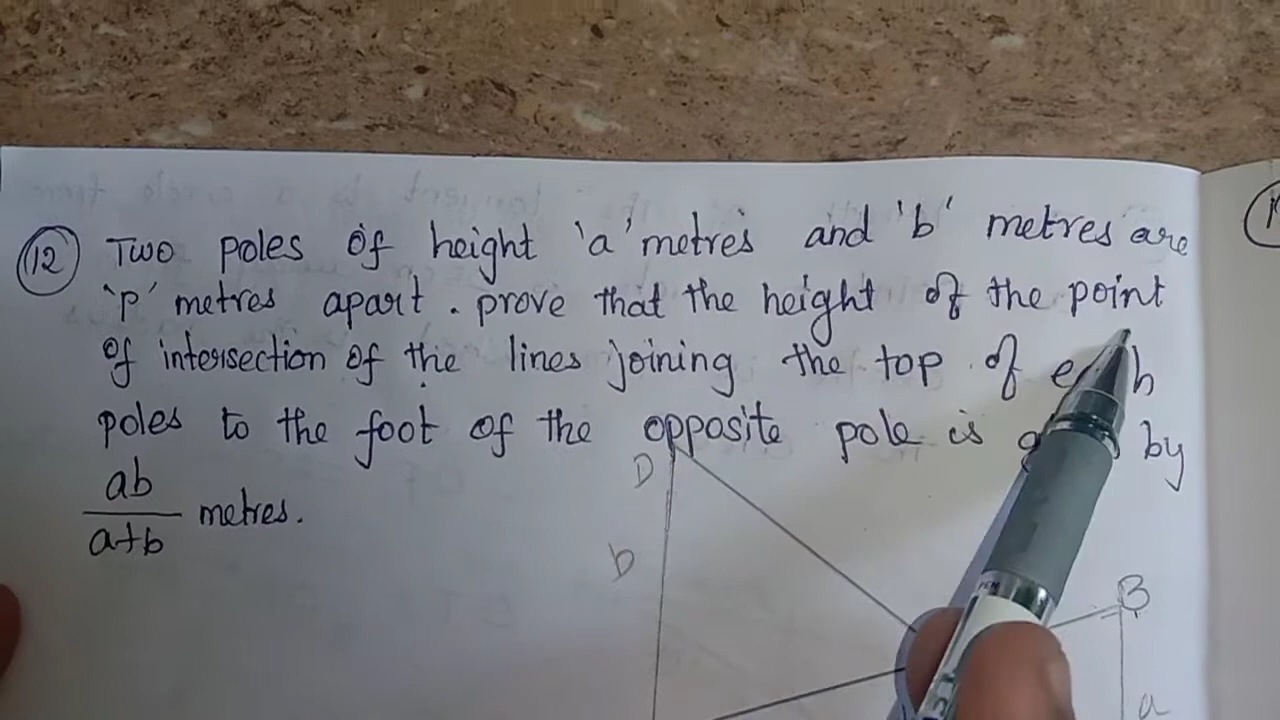 12 Two poles of height 'a' metres and 'b' metres are
'p' metres apart. prove that the height of the point
of intersection of the lines joining the top of
poles to the foot of the opposite pole is by
ab
a+b
metres.
D
b
B
a